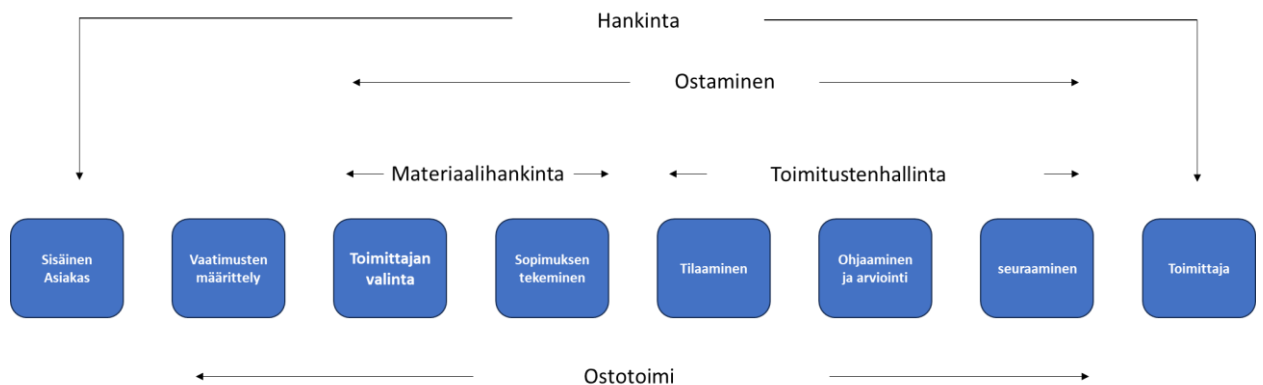 Hankinta
Ostaminen
Materiaalihankinta
Toimitustenhallinta
Sisäinen
Asiakas
Vaatimusten
määrittely
Toimittajan
valinta
Sopimuksen
tekeminen
Tilaaminen
Ohjaaminen
ja arviointi
seuraaminen
Toimittaja
Ostotoimi